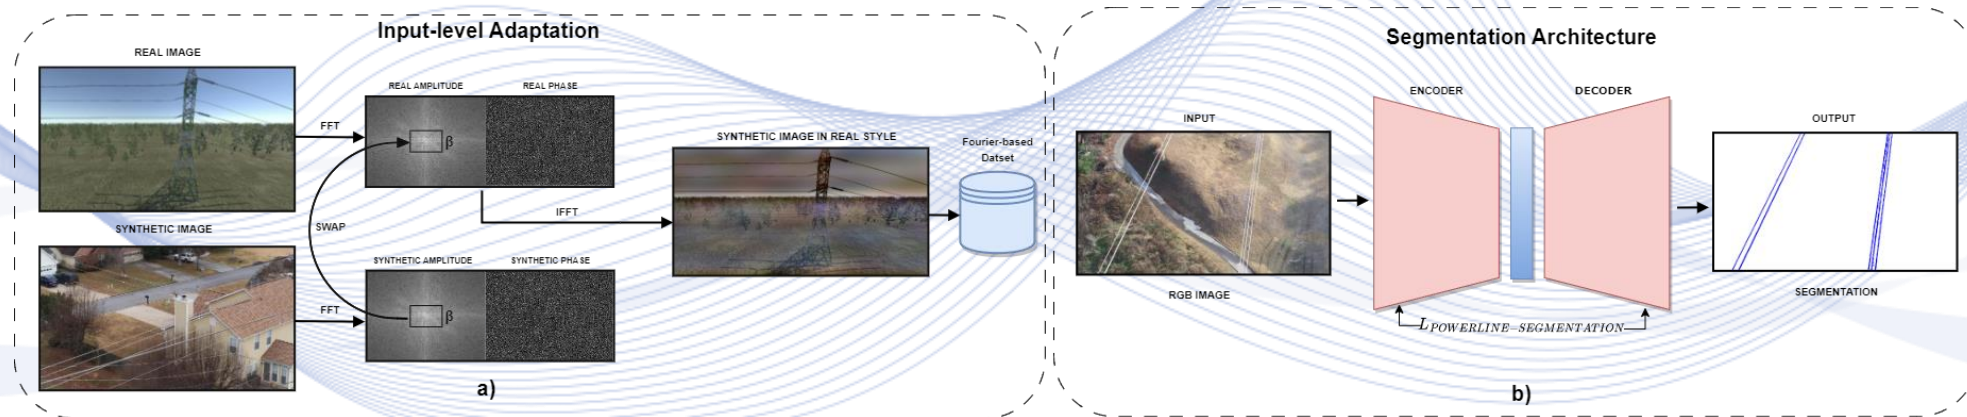 Input-level Adaptation
REAL IMAGE
REAL AMPLITUDE
REAL PHASE
FFT
β
SYNTHETIC IMAGE IN REAL STYLE
Fourier-based
Datset
IFFT
SWAP
SYNTHETIC IMAGE
SYNTHETIC AMPLITUDE
SYNTHETIC PHASE
FFT
β
a)
Segmentation Architecture
ENCODER
DECODER
INPUT
OUTPUT
RGB IMAGE
SEGMENTATION
L POWERLINE−SEGMENTATION
b)